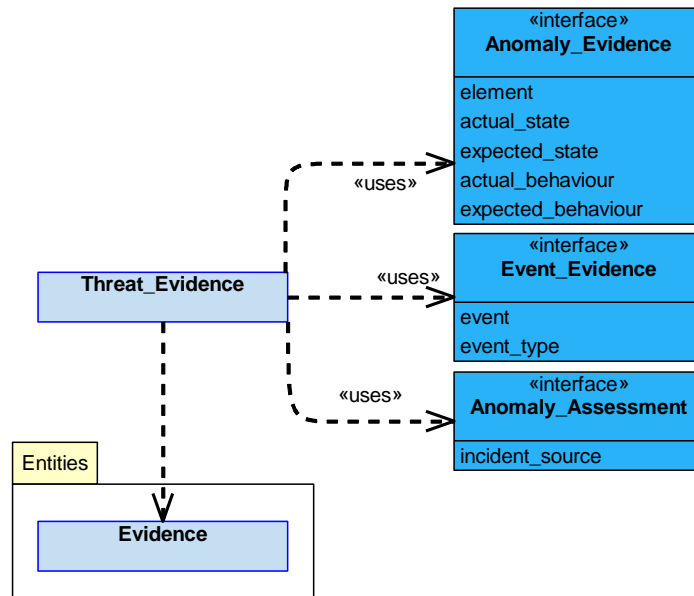 «interface»
Anomaly_Evidence
element
actual_state
expected_state
actual_behaviour
expected_behaviour
«uses»
«interface»
Event_Evidence
event
event_type
«uses»
Threat_Evidence
«interface»
Anomaly_Assessment
incident_source
«uses»
Entities
Evidence